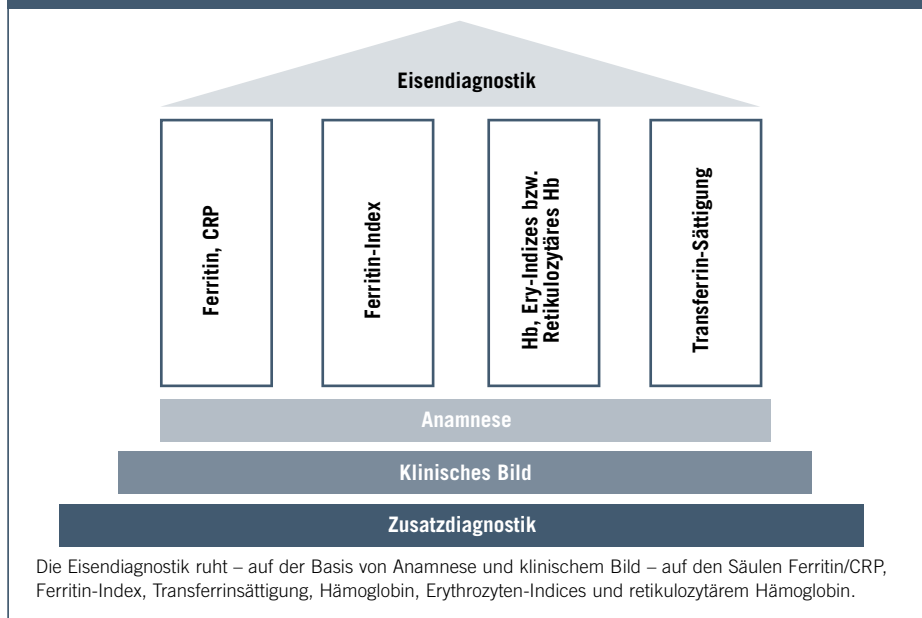 Eisendiagnostik
Ferritin, CRP
Ferritin-Index
Hb, Ery-Indizes bzw.
Retikulozytäres Hb
Transferrin-Sättigung
Anamnese
Klinisches Bild
Zusatzdiagnostik
Die Eisendiagnostik ruht – auf der Basis von Anamnese und klinischem Bild – auf den Säulen Ferritin/CRP,
Ferritin-Index, Transferrinsättigung, Hämoglobin, Erythrozyten-Indices und retikulozytärem Hämoglobin.